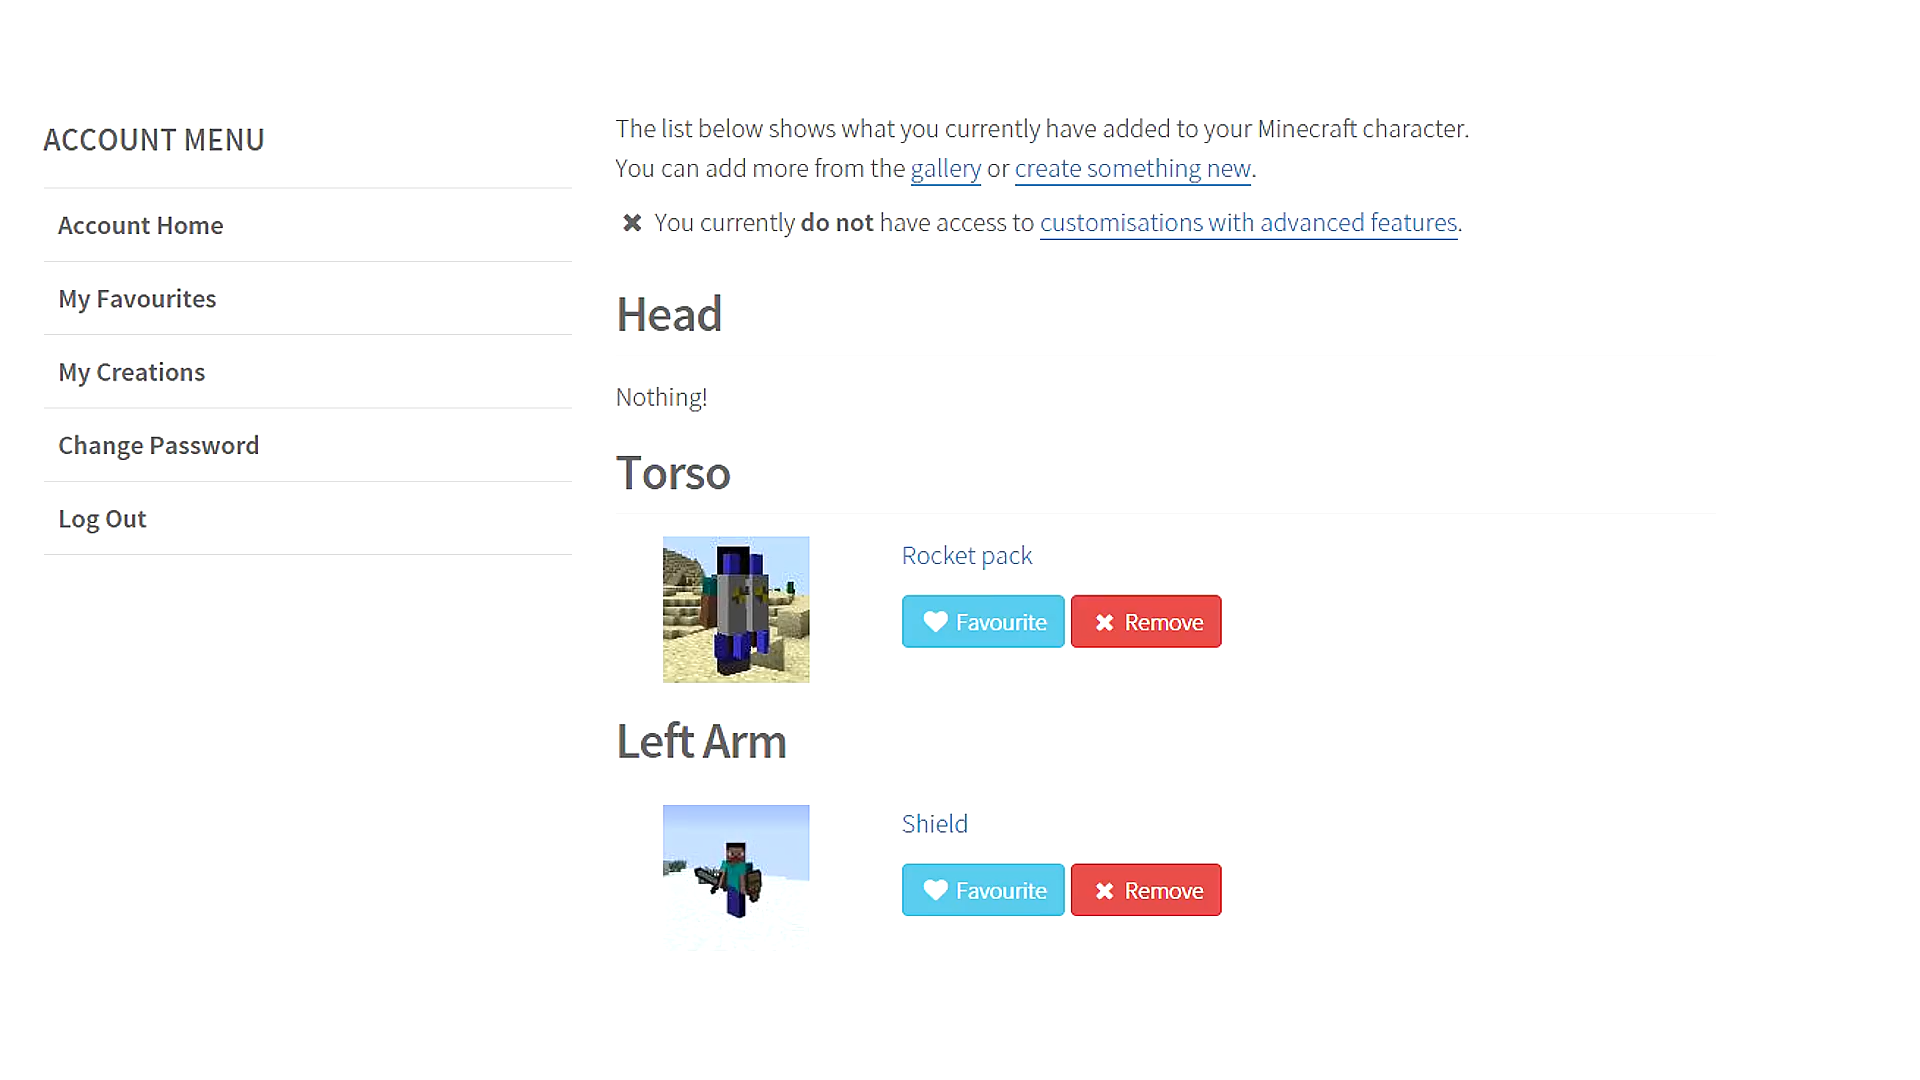 ACCOUNT MENU
Account Home
My Favourites
My Creations
Change Password
Log Out
The list below shows what you currently have added to your Minecraft character.
You can add more from the gallery or create something new.
✖ You currently do not have access to customisations with advanced features.
Head
Nothing!
Torso
Rocket pack
Favourite
Remove
Left Arm
Shield
Favourite
Remove